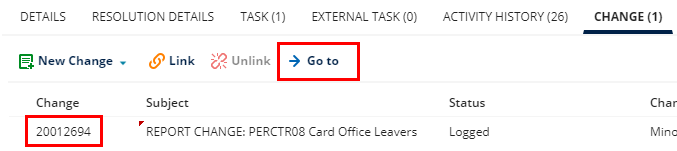 DETAILS RESOLUTION DETAILS TASK (1) EXTERNAL TASK (0) ACTIVITY HISTORY (26) CHANGE (1)
New Change Link Unlink Go to
Change Subject Status Chan
20012694 REPORT CHANGE: PERCTR08 Card Office Leavers Logged Mino